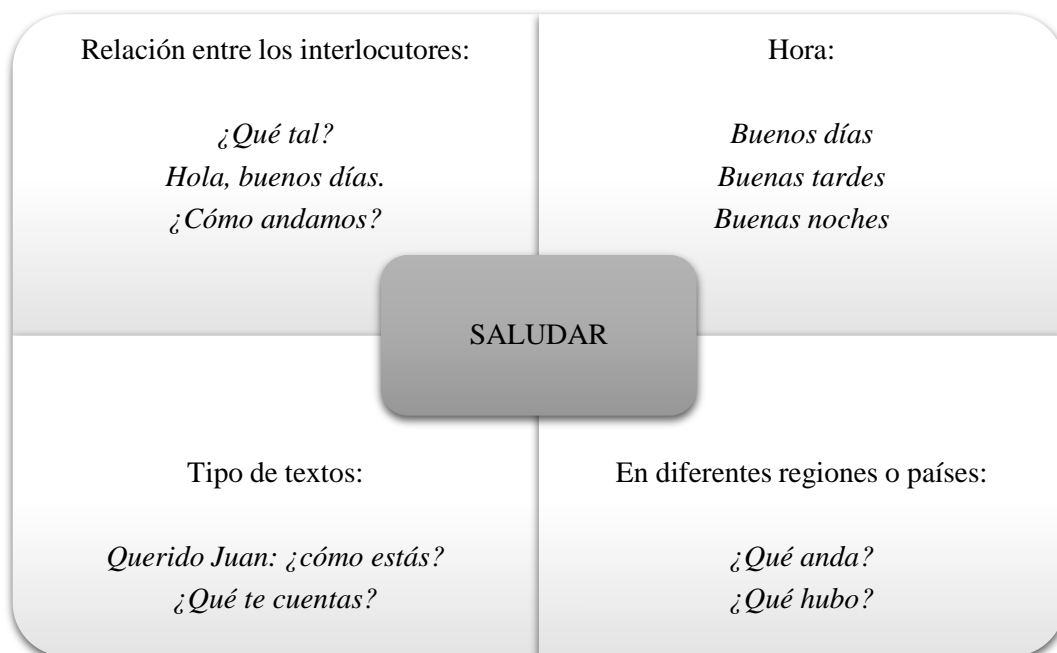 Relación entre los interlocutores:
¿Qué tal?
Hola, buenos días.
¿Cómo andamos?
Hora:
Buenos días
Buenas tardes
Buenas noches
SALUDAR
Tipo de textos:
Querido Juan: ¿cómo estás?
¿Qué te cuentas?
En diferentes regiones o países:
¿Qué anda?
¿Qué hubo?